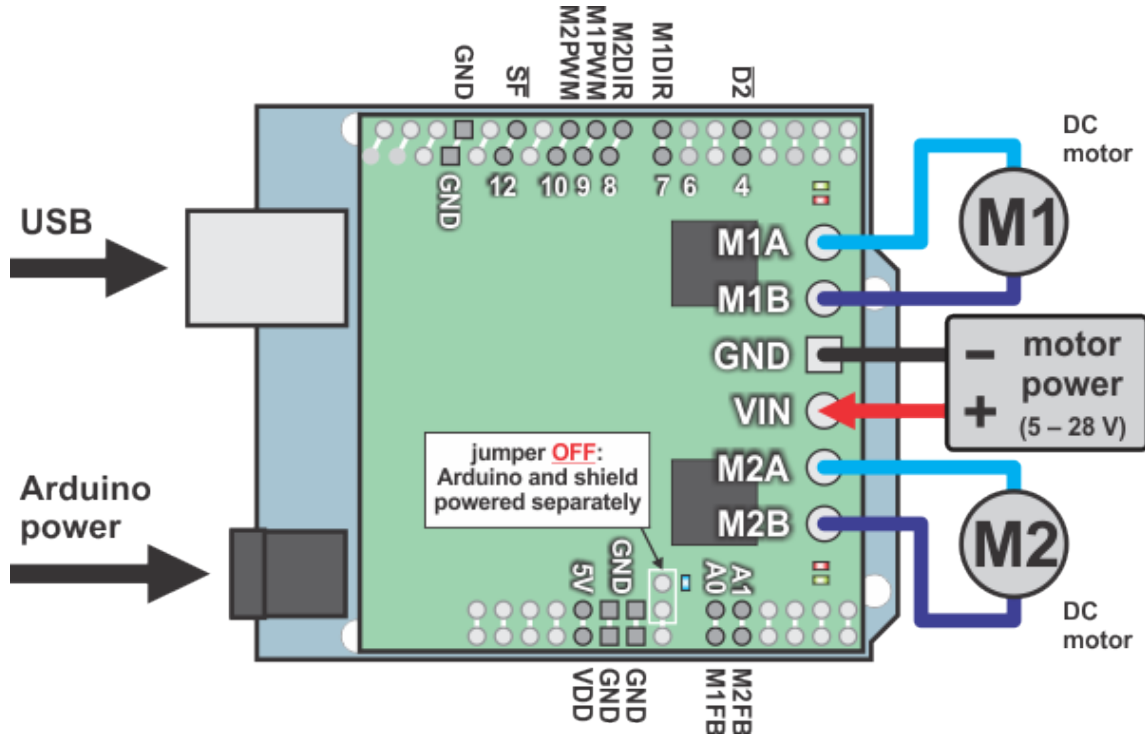 GND
SF
M2PWM
M1PWM
M2DIR
M1DIR
D2
DC
motor
GND
12
10
9
8
7
6
4
USB
M1A
M1
M1B
GND
− motor
power
+
(5 – 28 V)
VIN
jumper OFF:
Arduino and shield
powered separately
M2A
Arduino
power
M2B
M2
5V
GND
A0
A1
DC
motor
VDD
GND
GND
M1FB
M2FB